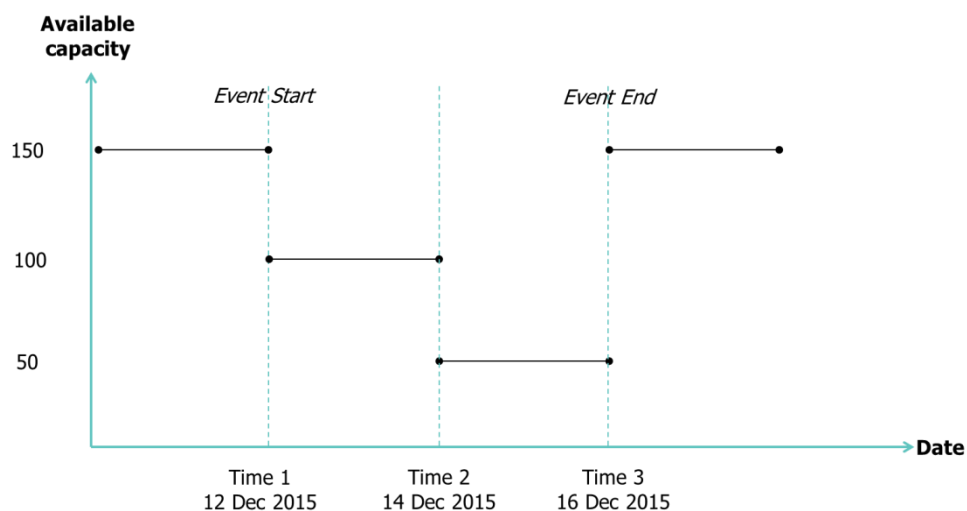 Available
capacity
Event Start
Event End
150
100
50
Date
Time 1
12 Dec 2015
Time 2
14 Dec 2015
Time 3
16 Dec 2015